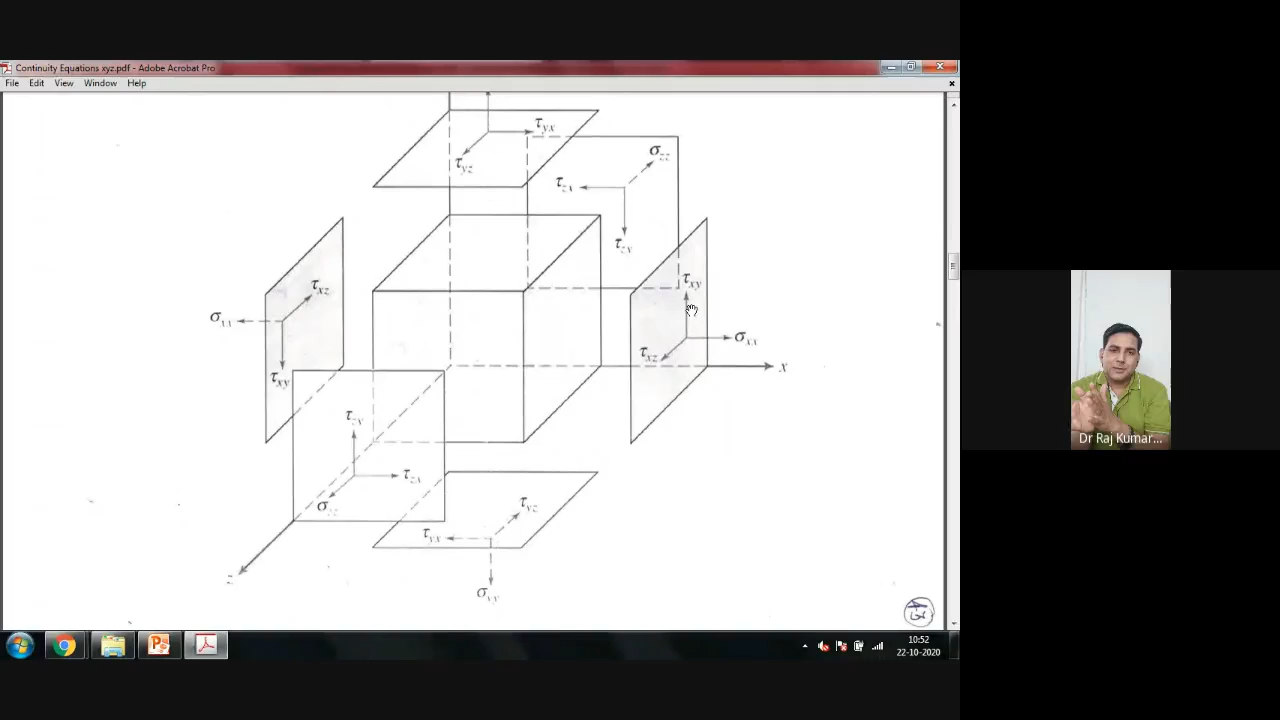 Continuity Equations xyz.pdf - Adobe Acrobat Pro
File Edit View Window Help
τyx
τyz
σzz
τzx
τzy
τxz
τxy
σxx
τxy
τxz
σxx
x
τzy
τzx
σzz
τyz
τyx
σyy
z
Dr Raj Kumar...
10:52
22-10-2020